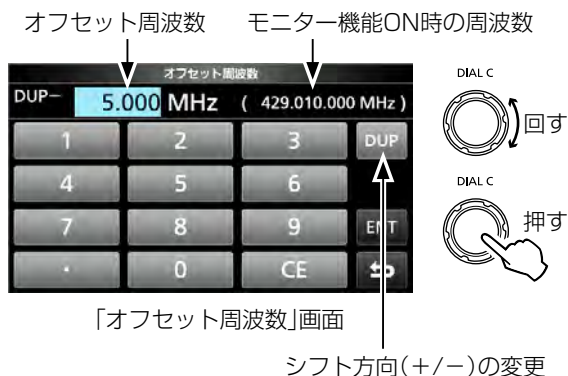 オフセット周波数
モニター機能ON時の周波数
オフセット周波数
DUP− 5.000 MHz ( 429.010.000 MHz )
1 2 3 DUP
4 5 6
7 8 9 ENT
. 0 CE
DIAL C
回す
DIAL C
押す
「オフセット周波数」画面
シフト方向(+/−)の変更